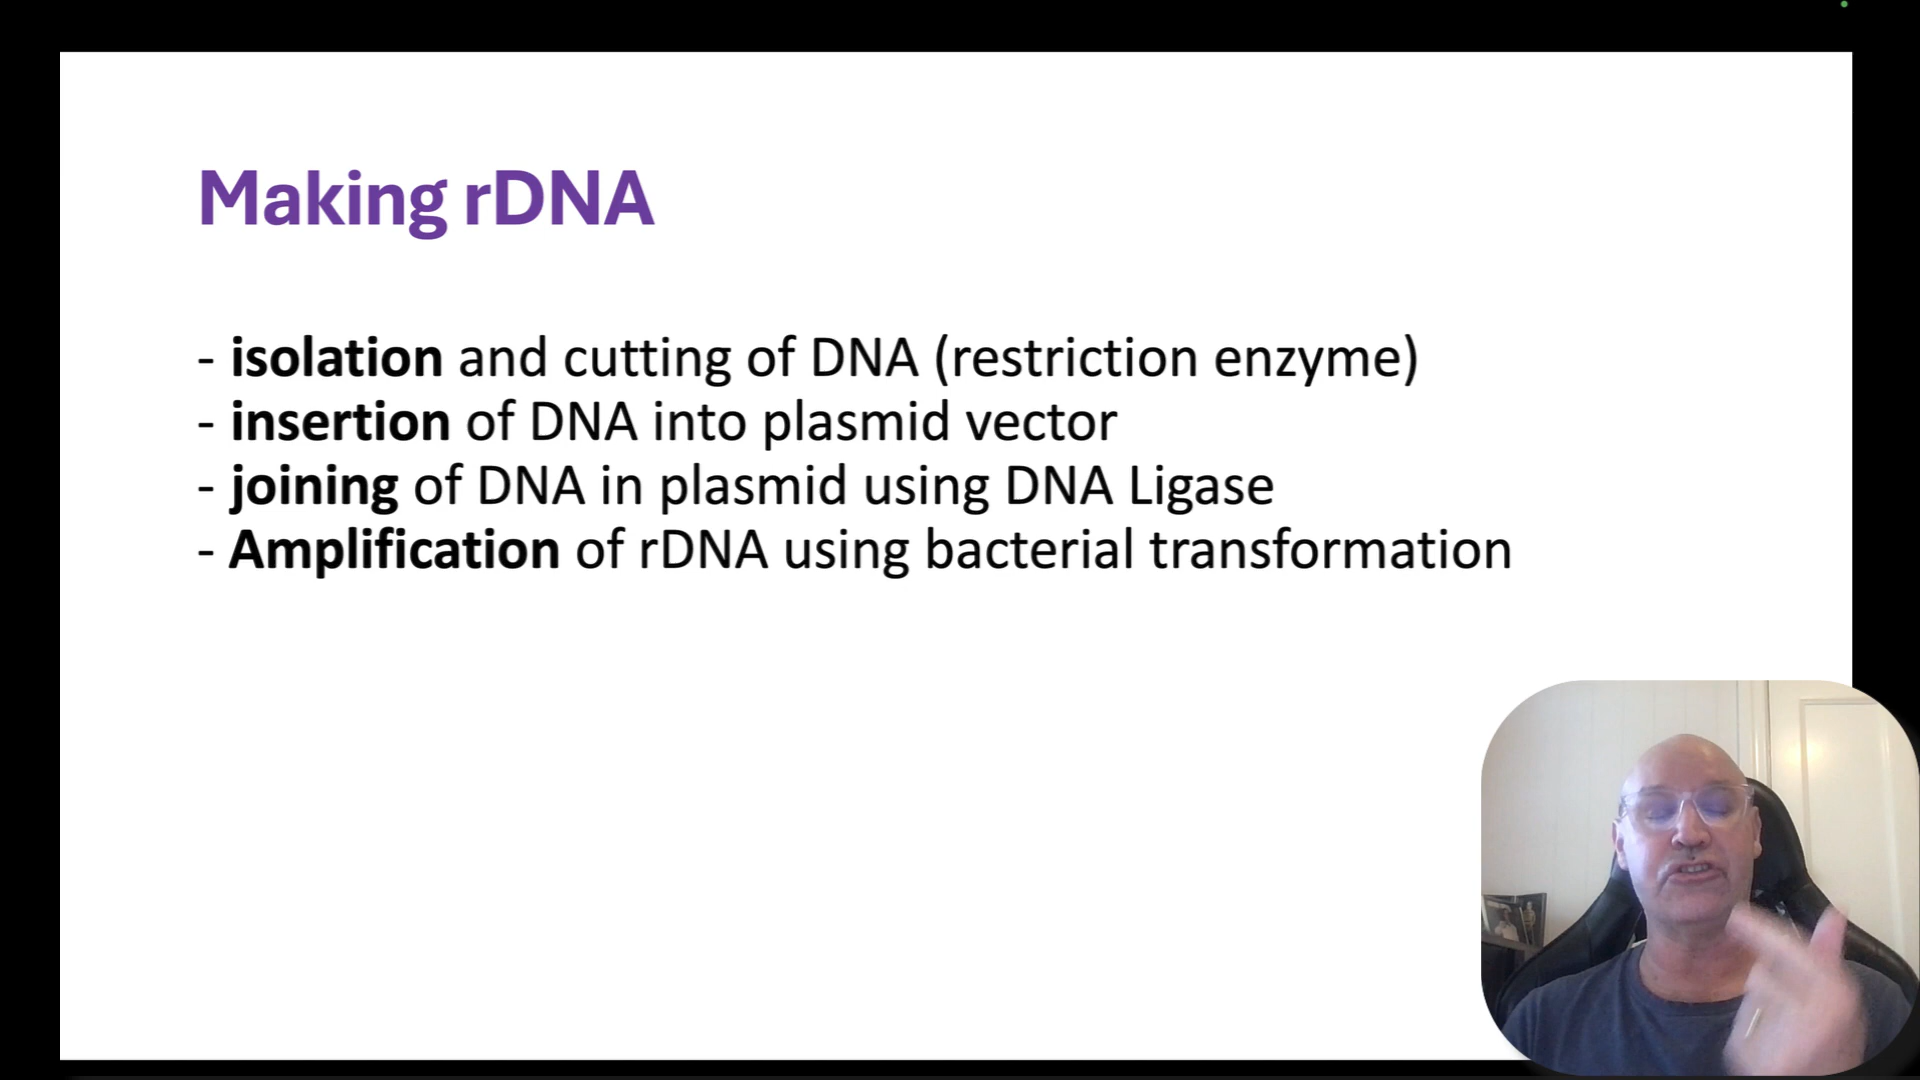 Making rDNA
- isolation and cutting of DNA (restriction enzyme)
- insertion of DNA into plasmid vector
- joining of DNA in plasmid using DNA Ligase
- Amplification of rDNA using bacterial transformation